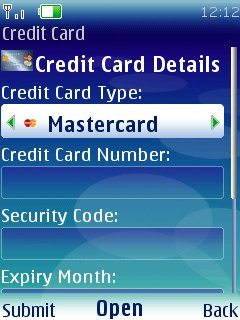 12:12
Credit Card
Credit Card Details
Credit Card Type:
Mastercard
Credit Card Number:
Security Code:
Expiry Month:
Submit Open Back